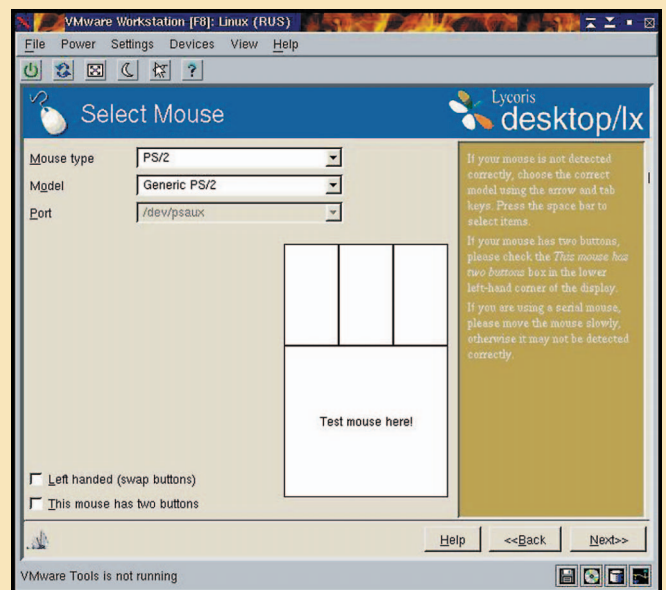 VMware Workstation [F8]: Linux (RUS)
File Power Settings Devices View Help
?
Select Mouse
Lycoris
desktop/lx
Mouse type PS/2
Model Generic PS/2
Port /dev/psaux
Test mouse here!
Left handed (swap buttons)
This mouse has two buttons
If your mouse is not detected
correctly, choose the correct
model using the arrow and tab
keys. Press the space bar to
select items.
If your mouse has two buttons,
please check the This mouse has
two buttons box in the lower
left-hand corner of the display.
If you are using a serial mouse,
please move the mouse slowly,
otherwise it may not be detected
correctly.
Help <<Back Next>>
VMware Tools is not running